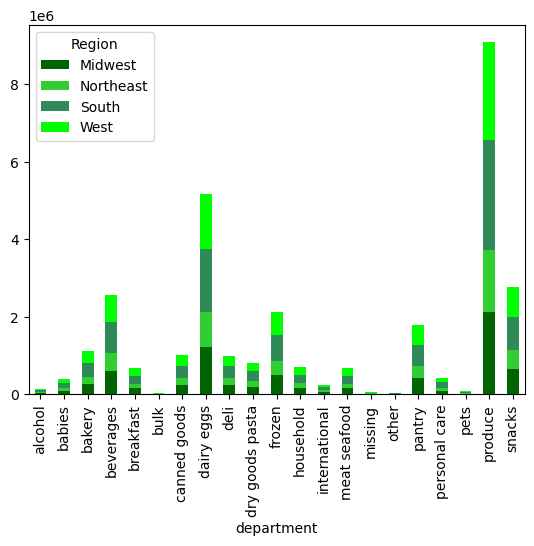 1e6
Region
Midwest
Northeast
South
West
8
6
4
2
0
alcohol
babies
bakery
beverages
breakfast
bulk
canned goods
dairy eggs
deli
dry goods pasta
frozen
household
international
meat seafood
missing
other
pantry
personal care
pets
produce
snacks
department